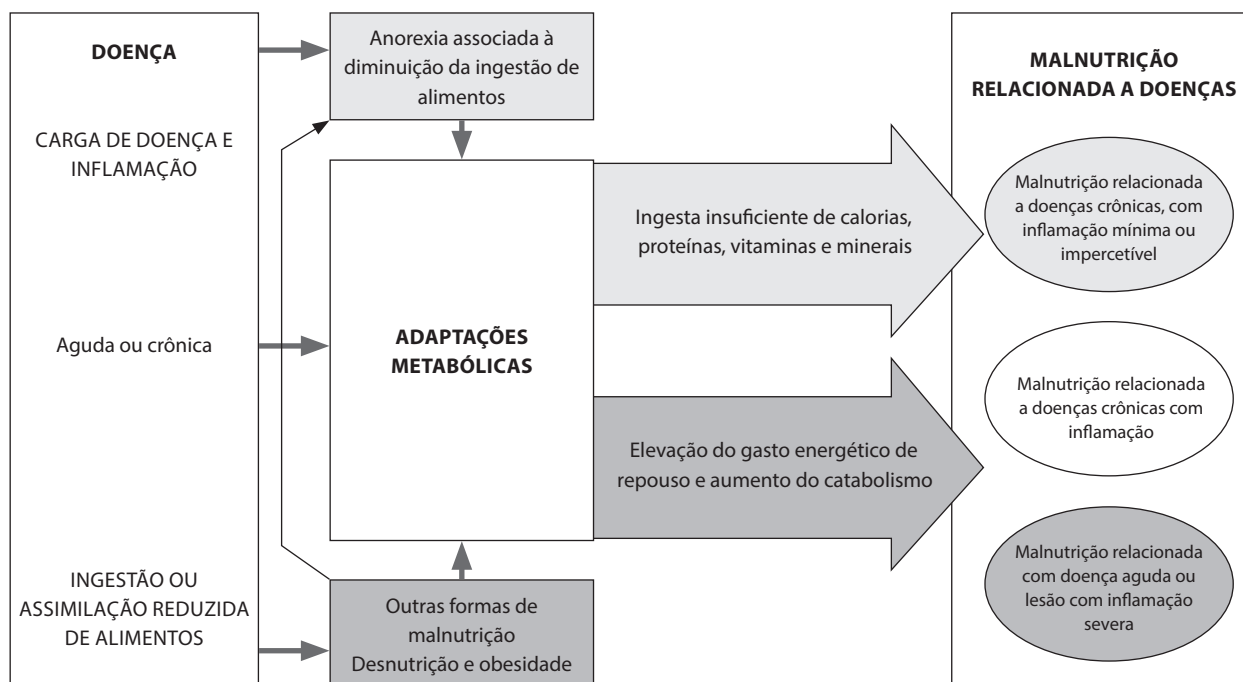 DOENÇA
CARGA DE DOENÇA E
INFLAMAÇÃO
Aguda ou crônica
INGESTÃO OU
ASSIMILAÇÃO REDUZIDA
DE ALIMENTOS
Anorexia associada à
diminuição da ingestão de
alimentos
ADAPTAÇÕES
METABÓLICAS
Outras formas de
malnutrição
Desnutrição e obesidade
Ingesta insuficiente de calorias,
proteínas, vitaminas e minerais
Elevação do gasto energético de
repouso e aumento do catabolismo
MALNUTRIÇÃO
RELACIONADA A DOENÇAS
Malnutrição relacionada
a doenças crônicas, com
inflamação mínima ou
impercetível
Malnutrição relacionada
a doenças crônicas com
inflamação
Malnutrição relacionada
com doença aguda ou
lesão com inflamação
severa